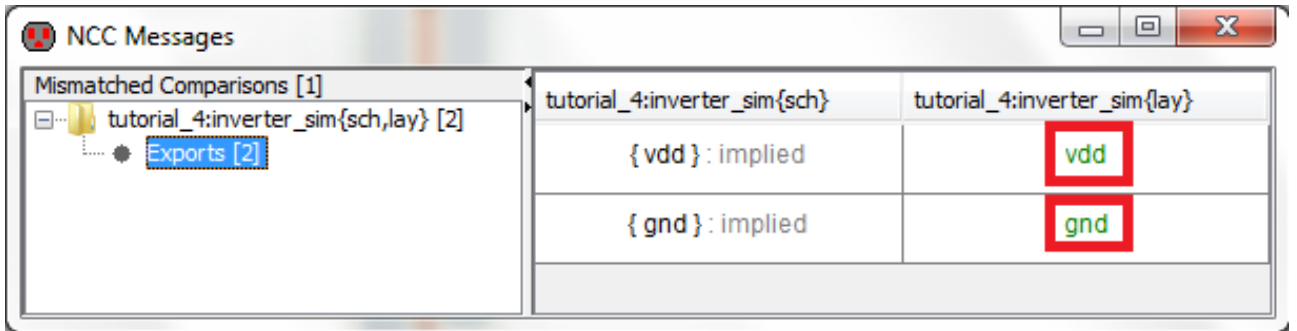 NCC Messages
Mismatched Comparisons [1]
tutorial_4:inverter_sim{sch,lay} [2]
Exports [2]
tutorial_4:inverter_sim{sch} tutorial_4:inverter_sim{lay}
{ vdd } : implied vdd
{ gnd } : implied gnd